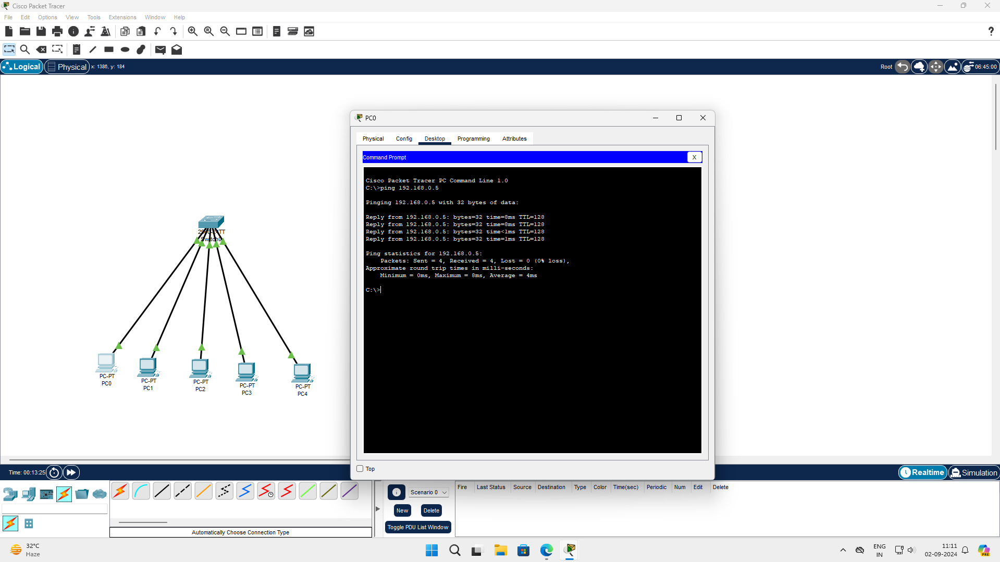 Cisco Packet Tracer
File Edit Options View Tools Extensions Window Help
Logical Physical x: 1386, y: 184 Root 06:45:00
PC0
Physical Config Desktop Programming Attributes
Command Prompt X
Cisco Packet Tracer PC Command Line 1.0
C:\>ping 192.168.0.5
Pinging 192.168.0.5 with 32 bytes of data:
Reply from 192.168.0.5: bytes=32 time=8ms TTL=128
Reply from 192.168.0.5: bytes=32 time=8ms TTL=128
Reply from 192.168.0.5: bytes=32 time<1ms TTL=128
Reply from 192.168.0.5: bytes=32 time=1ms TTL=128
Ping statistics for 192.168.0.5:
Packets: Sent = 4, Received = 4, Lost = 0 (0% loss),
Approximate round trip times in milli-seconds:
Minimum = 0ms, Maximum = 8ms, Average = 4ms
C:\>
Switch0
PC-PT
PC0
PC-PT
PC1
PC-PT
PC2
PC-PT
PC3
PC-PT
PC4
Top
Time: 00:13:25 Realtime Simulation
Scenario 0
New Delete
Toggle PDU List Window
Fire Last Status Source Destination Type Color Time(sec) Periodic Num Edit Delete
Automatically Choose Connection Type
32°C
Haze
ENG
IN
11:11
02-09-2024
PRE